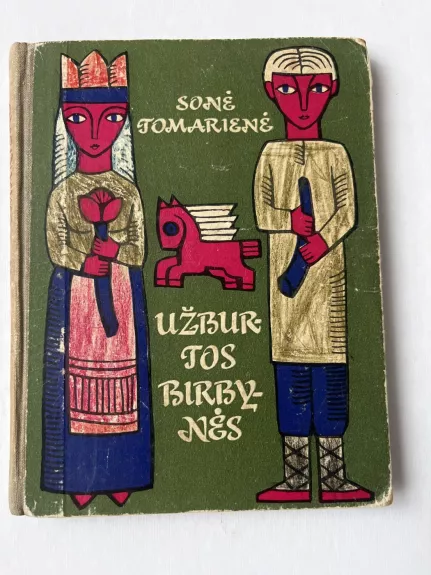 SONĖ
TOMARIENĖ
UŽBUR-
TOS
BIRBY-
NĖS